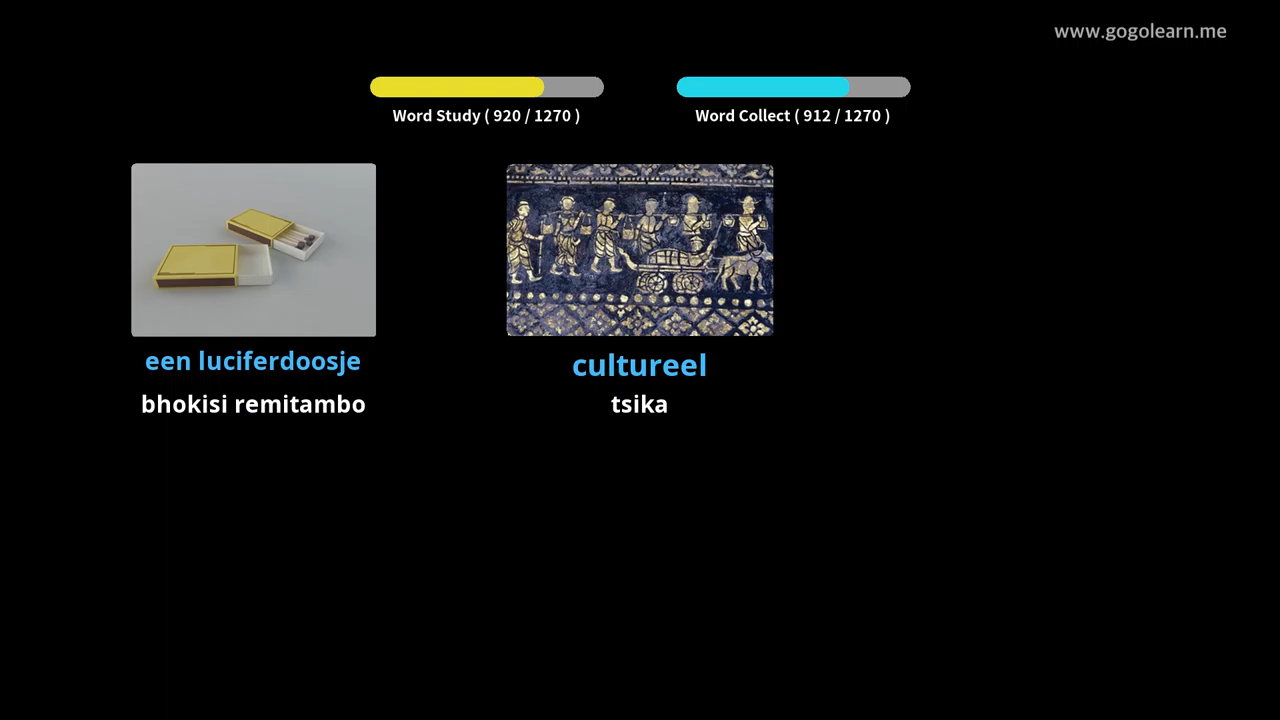 www.gogolearn.me
Word Study ( 920 / 1270 )
Word Collect ( 912 / 1270 )
een luciferdoosje
bhokisi remitambo
cultureel
tsika